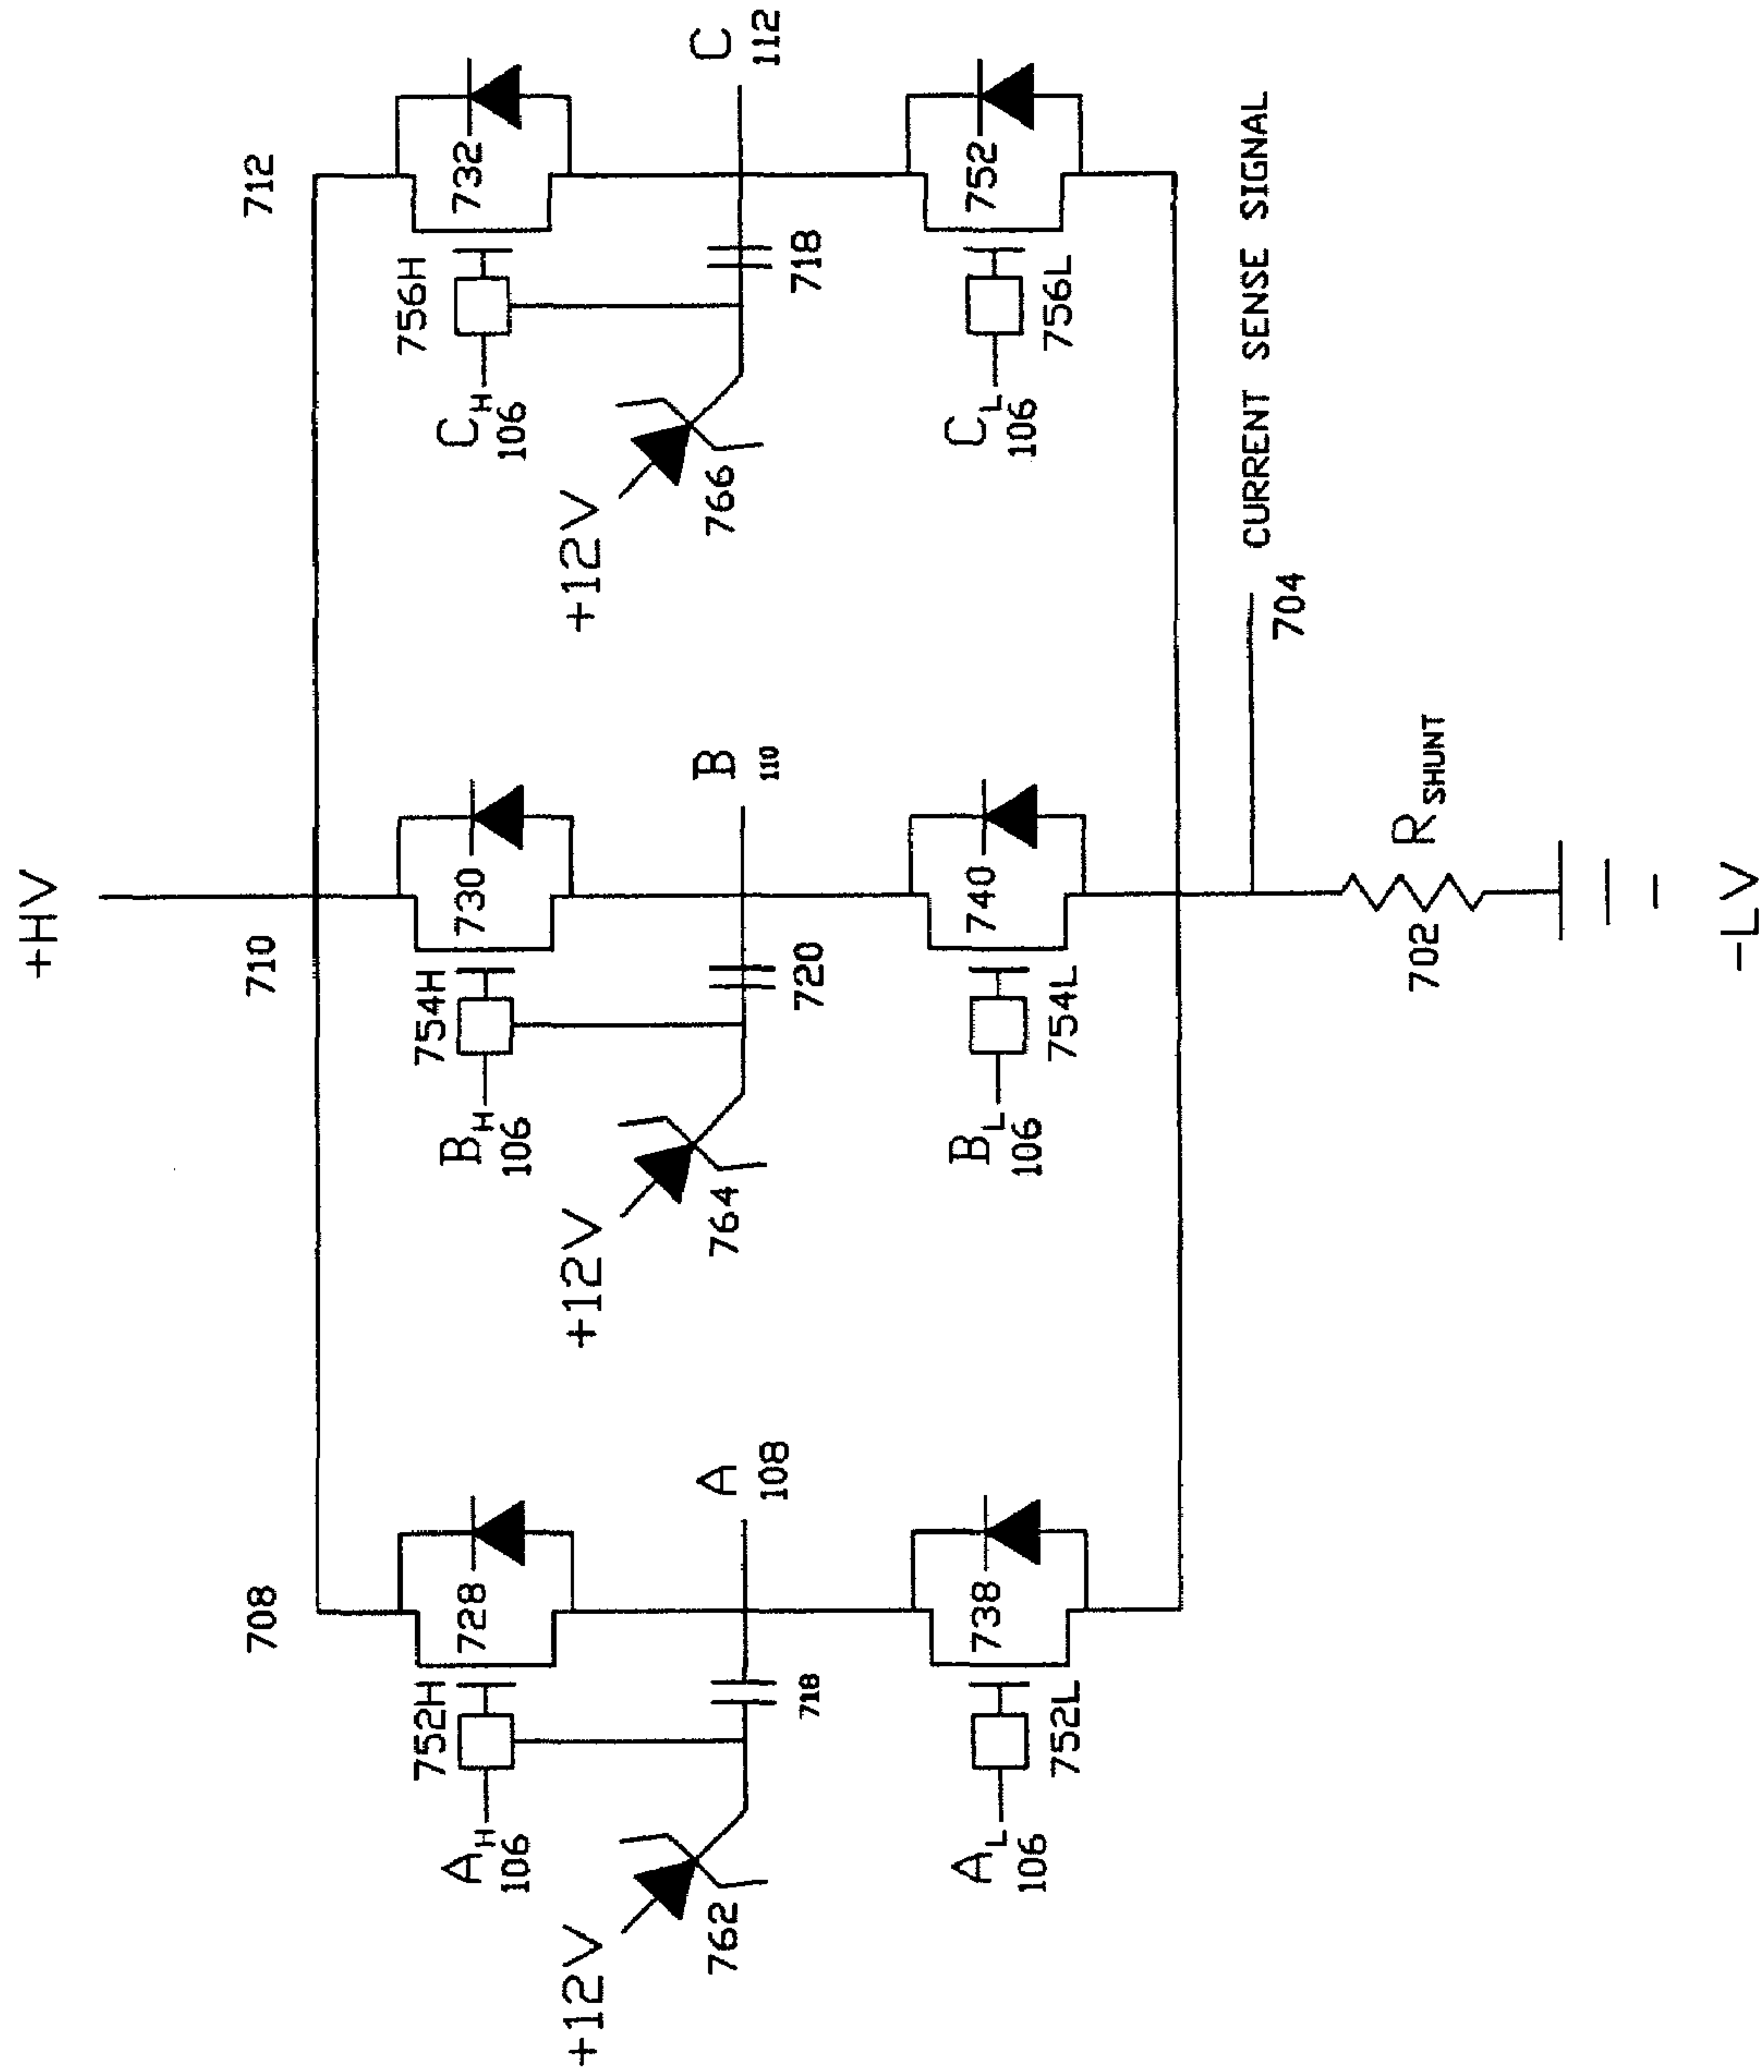 +HV
708
710
712
752H
754H
756H
A_H
728
B_H
730
C_H
732
106
106
106
+12V
+12V
+12V
762
A
764
B
766
C
108
110
112
718
720
718
A_L
738
B_L
740
C_L
752
106
106
106
752L
754L
756L
CURRENT SENSE SIGNAL
704
702
R_SHUNT
-LV